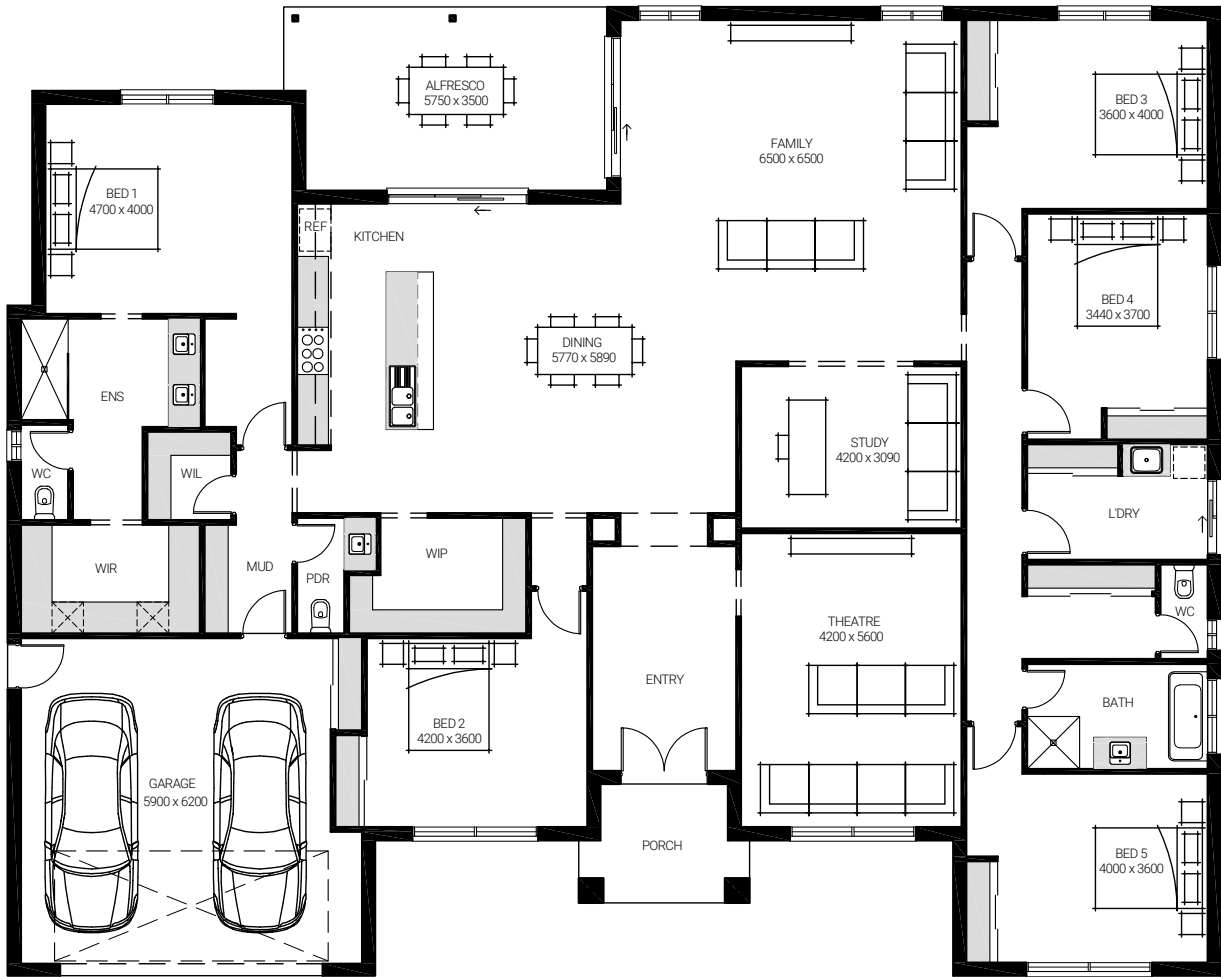 ALFRESCO
5750 x 3500
BED 3
3600 x 4000
FAMILY
6500 x 6500
BED 1
4700 x 4000
REF
KITCHEN
BED 4
3440 x 3700
DINING
5770 x 5890
ENS
STUDY
4200 x 3090
WC
WIL
L'DRY
WIP
WIR
MUD
PDR
WC
THEATRE
4200 x 5600
ENTRY
BATH
BED 2
4200 x 3600
GARAGE
5900 x 6200
PORCH
BED 5
4000 x 3600